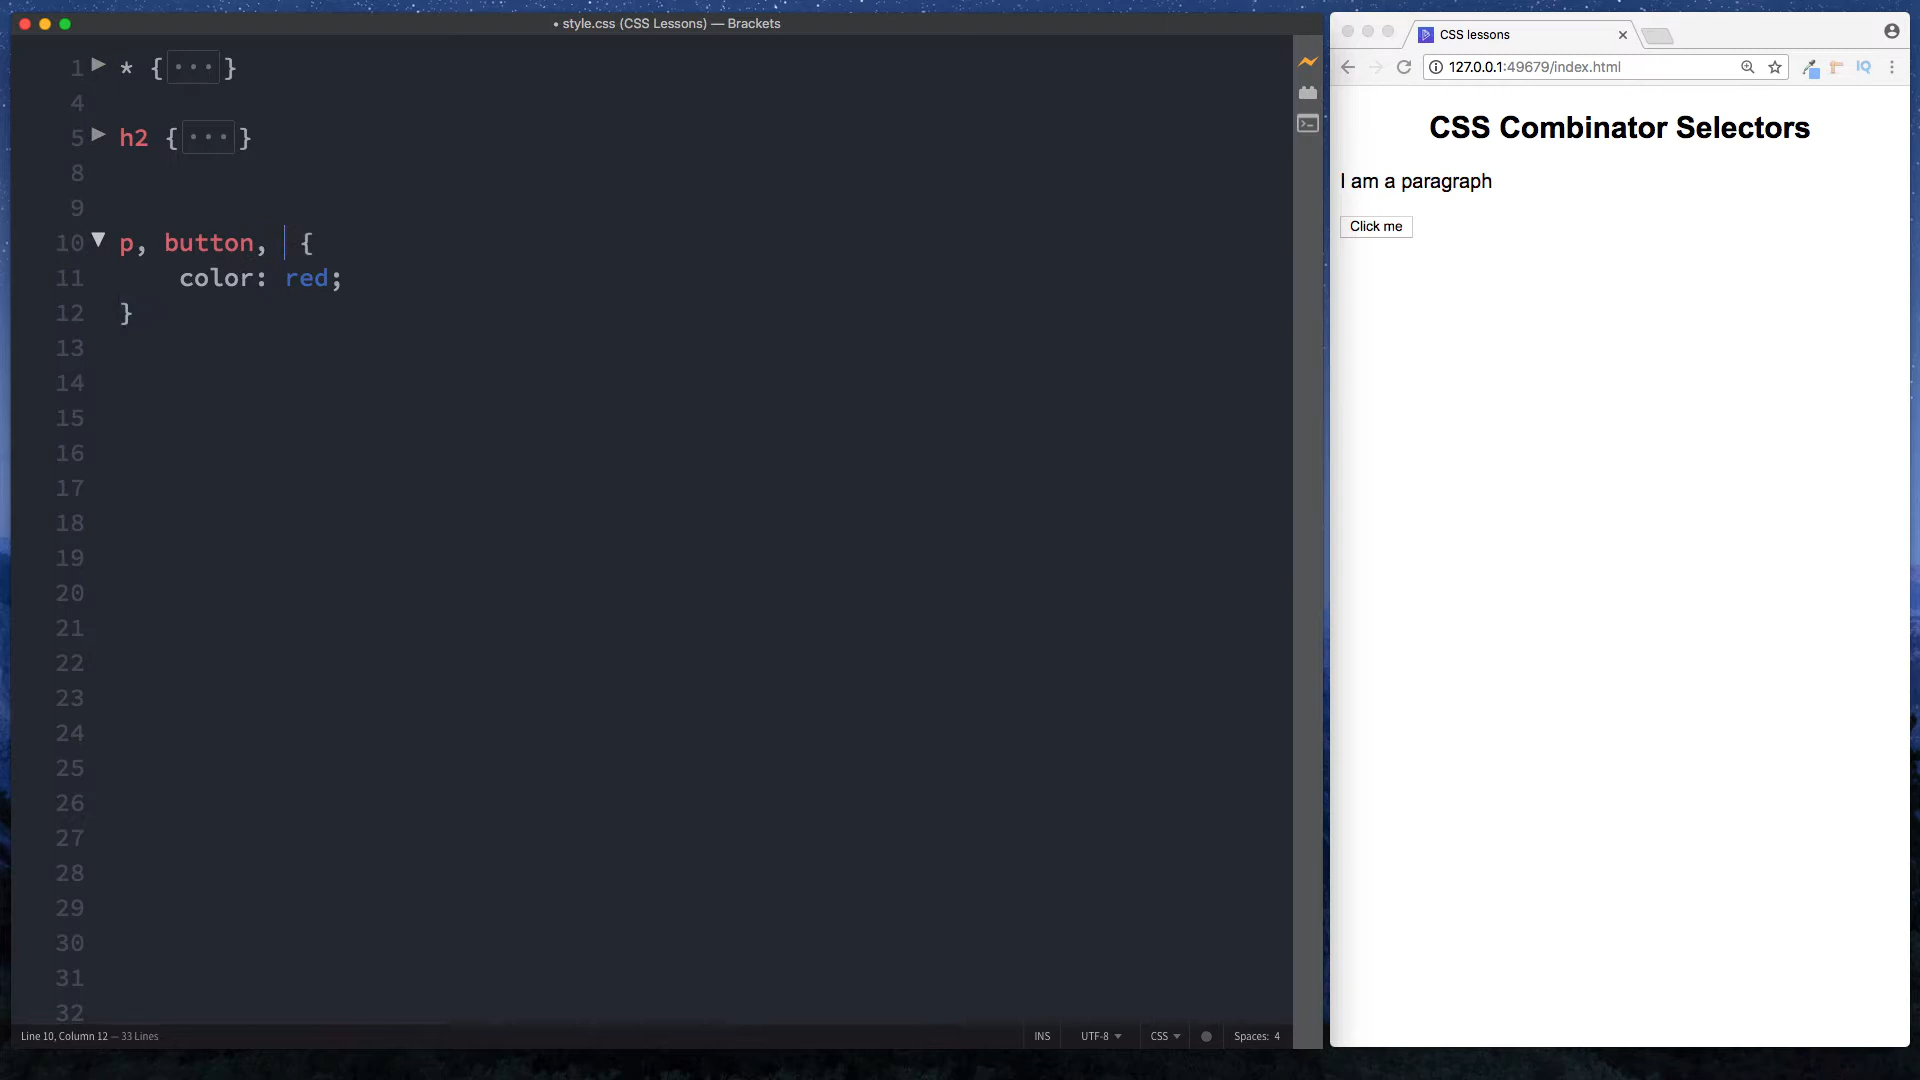 • style.css (CSS Lessons) — Brackets
1 * {•••}
4
5 h2 {•••}
8
9
10 p, button, {
11 color: red;
12 }
13
14
15
16
17
18
19
20
21
22
23
24
25
26
27
28
29
30
31
32
Line 10, Column 12 — 33 Lines
INS UTF-8 CSS Spaces: 4
CSS lessons
127.0.0.1:49679/index.html
IQ
CSS Combinator Selectors
I am a paragraph
Click me